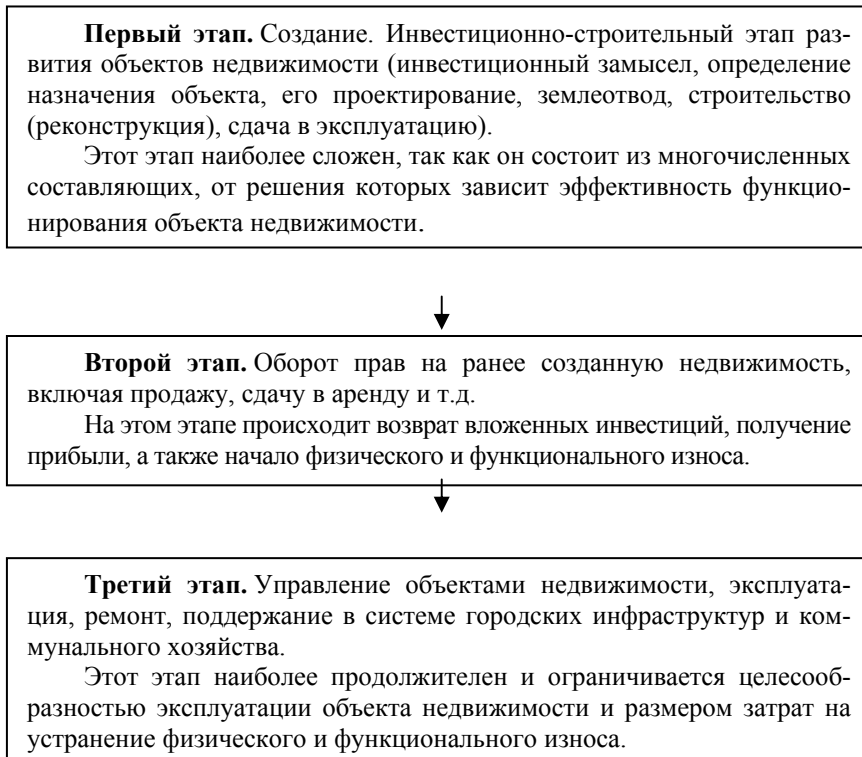 Первый этап. Создание. Инвестиционно-строительный этап раз-
вития объектов недвижимости (инвестиционный замысел, определение
назначения объекта, его проектирование, землеотвод, строительство
(реконструкция), сдача в эксплуатацию).
Этот этап наиболее сложен, так как он состоит из многочисленных
составляющих, от решения которых зависит эффективность функцио-
нирования объекта недвижимости.
Второй этап. Оборот прав на ранее созданную недвижимость,
включая продажу, сдачу в аренду и т.д.
На этом этапе происходит возврат вложенных инвестиций, получение
прибыли, а также начало физического и функционального износа.
Третий этап. Управление объектами недвижимости, эксплуата-
ция, ремонт, поддержание в системе городских инфраструктур и ком-
мунального хозяйства.
Этот этап наиболее продолжителен и ограничивается целесооб-
разностью эксплуатации объекта недвижимости и размером затрат на
устранение физического и функционального износа.